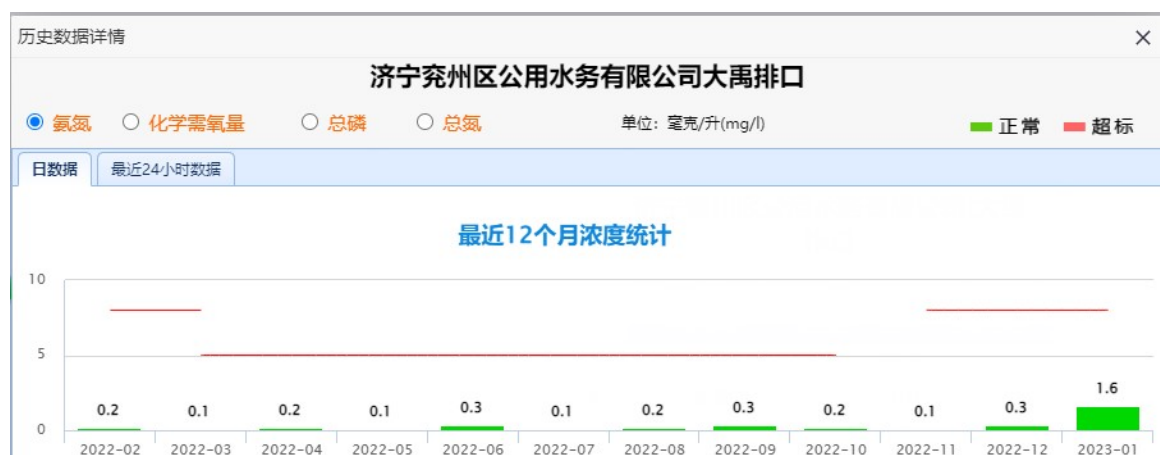 历史数据详情
济宁兖州区公用水务有限公司大禹排口
氨氮 化学需氧量 总磷 总氮 单位：毫克/升(mg/l) 正常 超标
日数据 最近24小时数据
最近12个月浓度统计
10
5
0.2 0.1 0.2 0.1 0.3 0.1 0.2 0.3 0.2 0.1 0.3 1.6
0
2022-02 2022-03 2022-04 2022-05 2022-06 2022-07 2022-08 2022-09 2022-10 2022-11 2022-12 2023-01